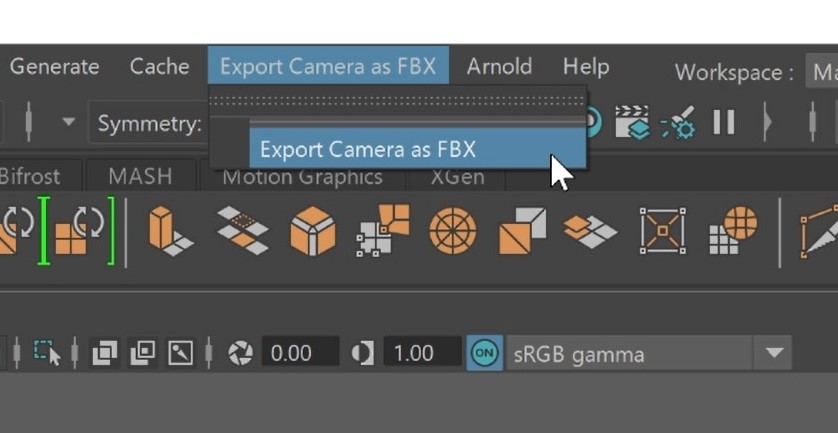 Generate Cache Export Camera as FBX Arnold Help Workspace :
Symmetry:
Export Camera as FBX
Bifrost MASH Motion Graphics XGen
0.00 1.00 ON sRGB gamma